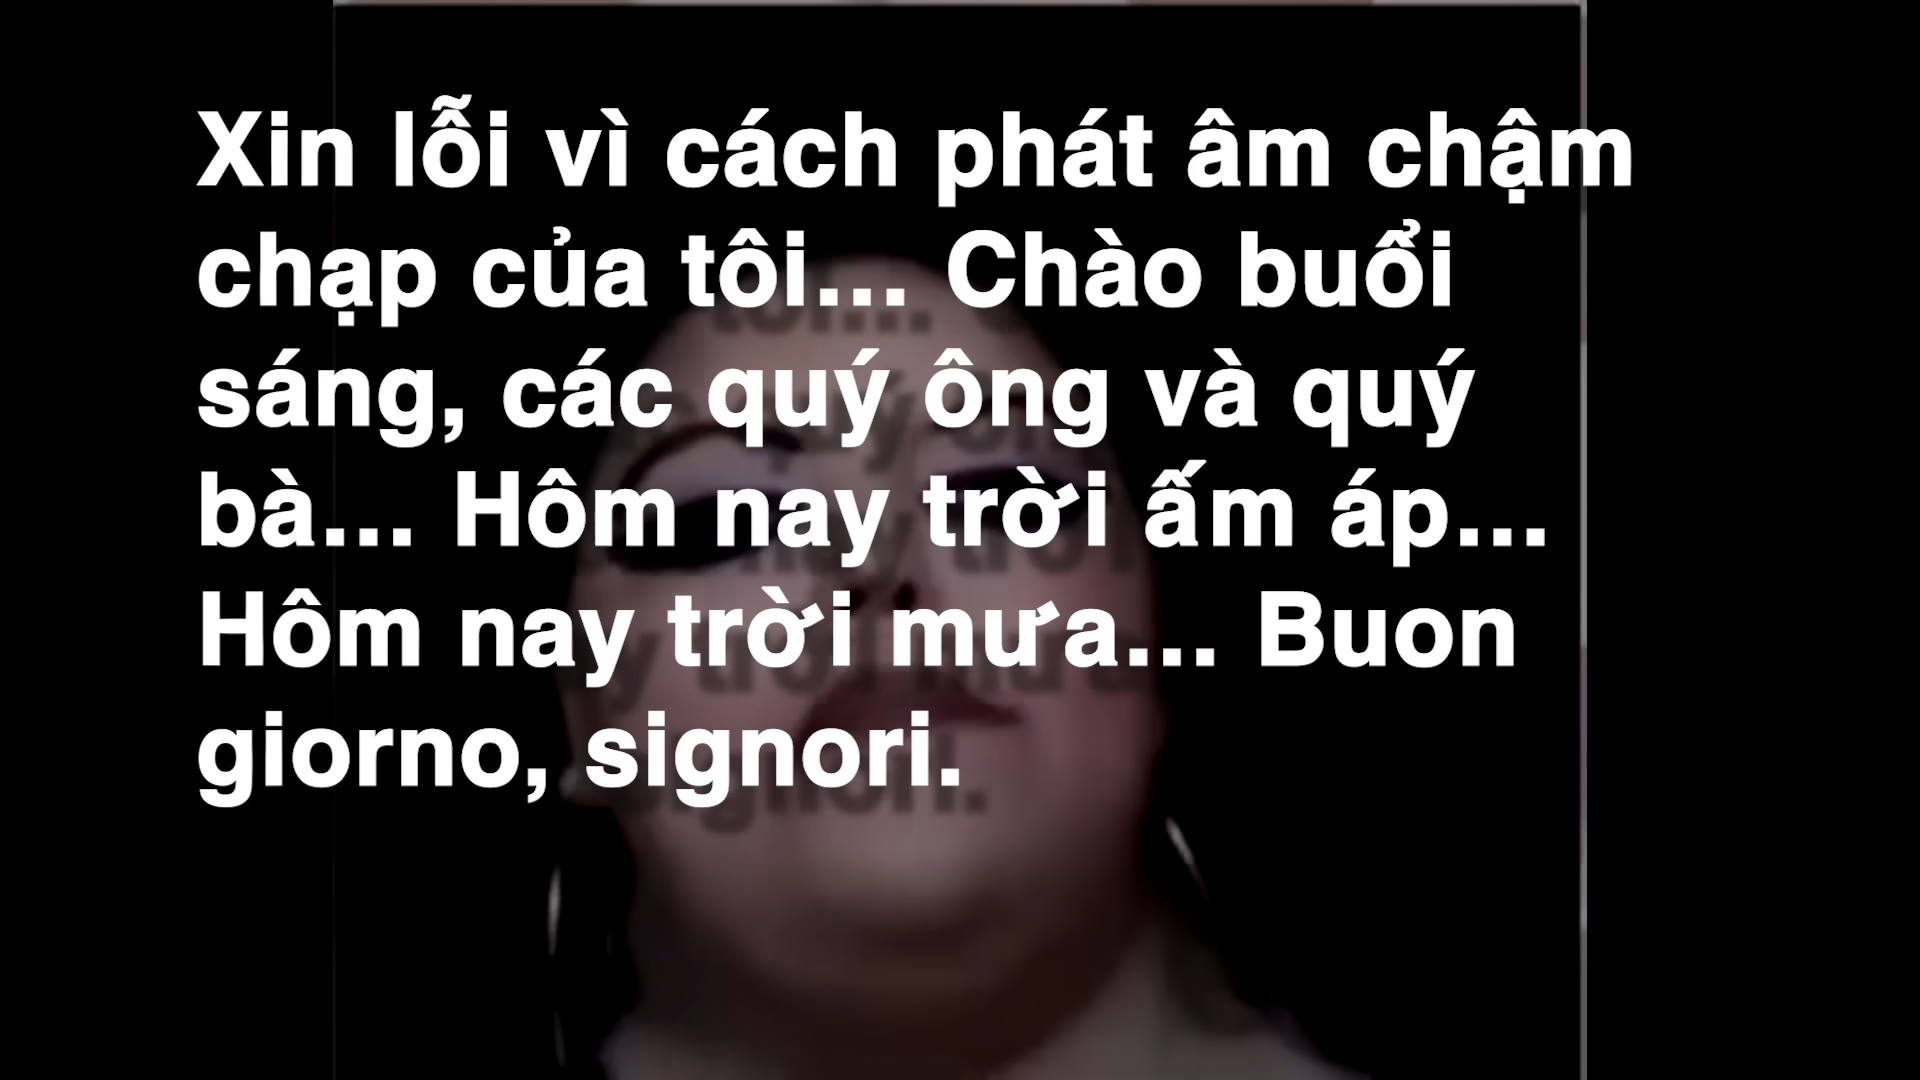 Xin lỗi vì cách phát âm chậm
chạp của tôi... Chào buổi
sáng, các quý ông và quý
bà... Hôm nay trời ấm áp...
Hôm nay trời mưa... Buon
giorno, signori.